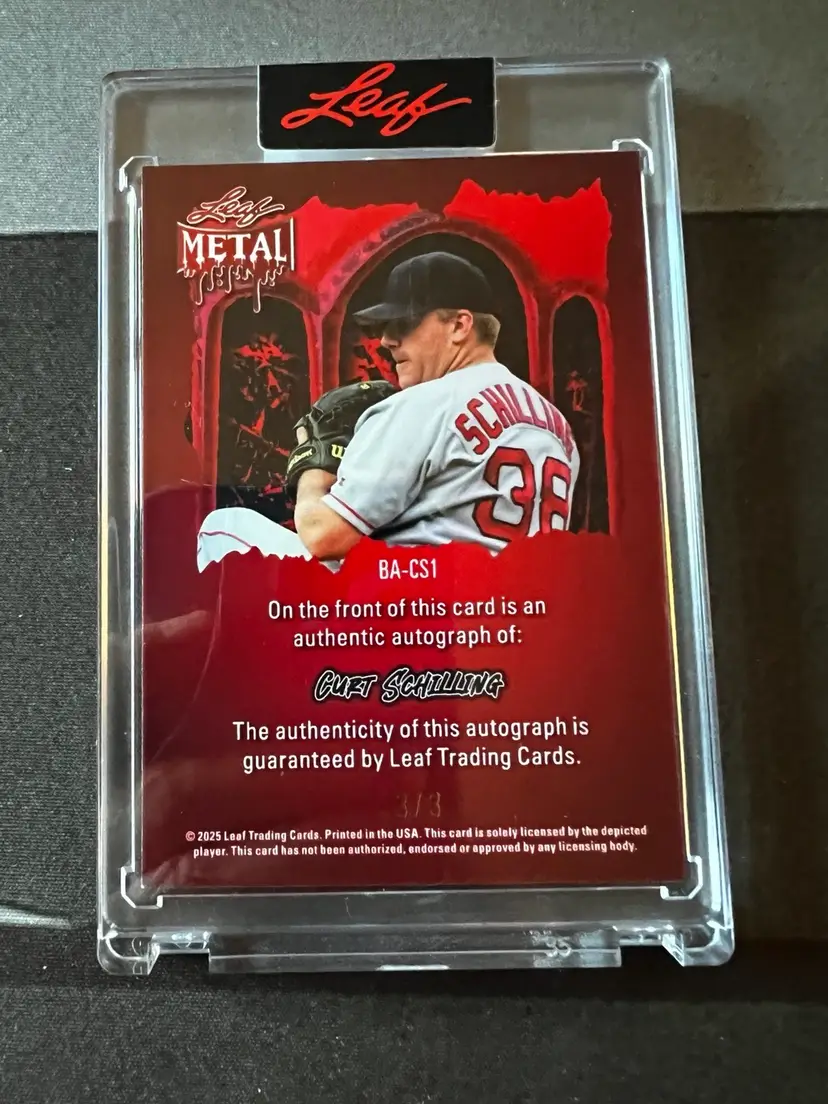 Leaf
Leaf
METAL
SCHILLING
38
BA-CS1
On the front of this card is an
authentic autograph of:
CURT SCHILLING
The authenticity of this autograph is
guaranteed by Leaf Trading Cards.
3/3
© 2025 Leaf Trading Cards. Printed in the USA. This card is solely licensed by the depicted
player. This card has not been authorized, endorsed or approved by any licensing body.